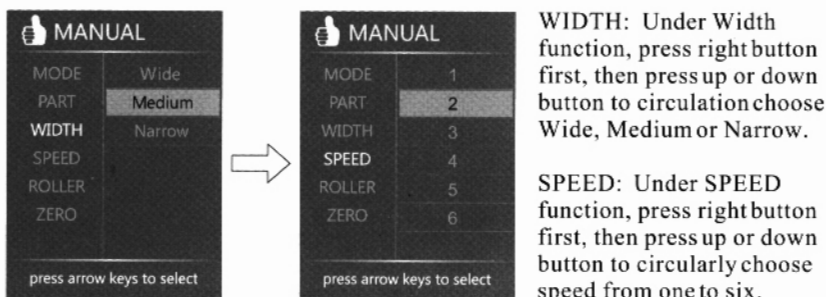 MANUAL
MODE Wide
PART Medium
WIDTH Narrow
SPEED
ROLLER
ZERO
press arrow keys to select
MANUAL
MODE 1
PART 2
WIDTH 3
SPEED 4
ROLLER 5
ZERO 6
press arrow keys to select
WIDTH: Under Width
function, press right button
first, then press up or down
button to circulation choose
Wide, Medium or Narrow.
SPEED: Under SPEED
function, press right button
first, then press up or down
button to circularly choose
speed from one to six.